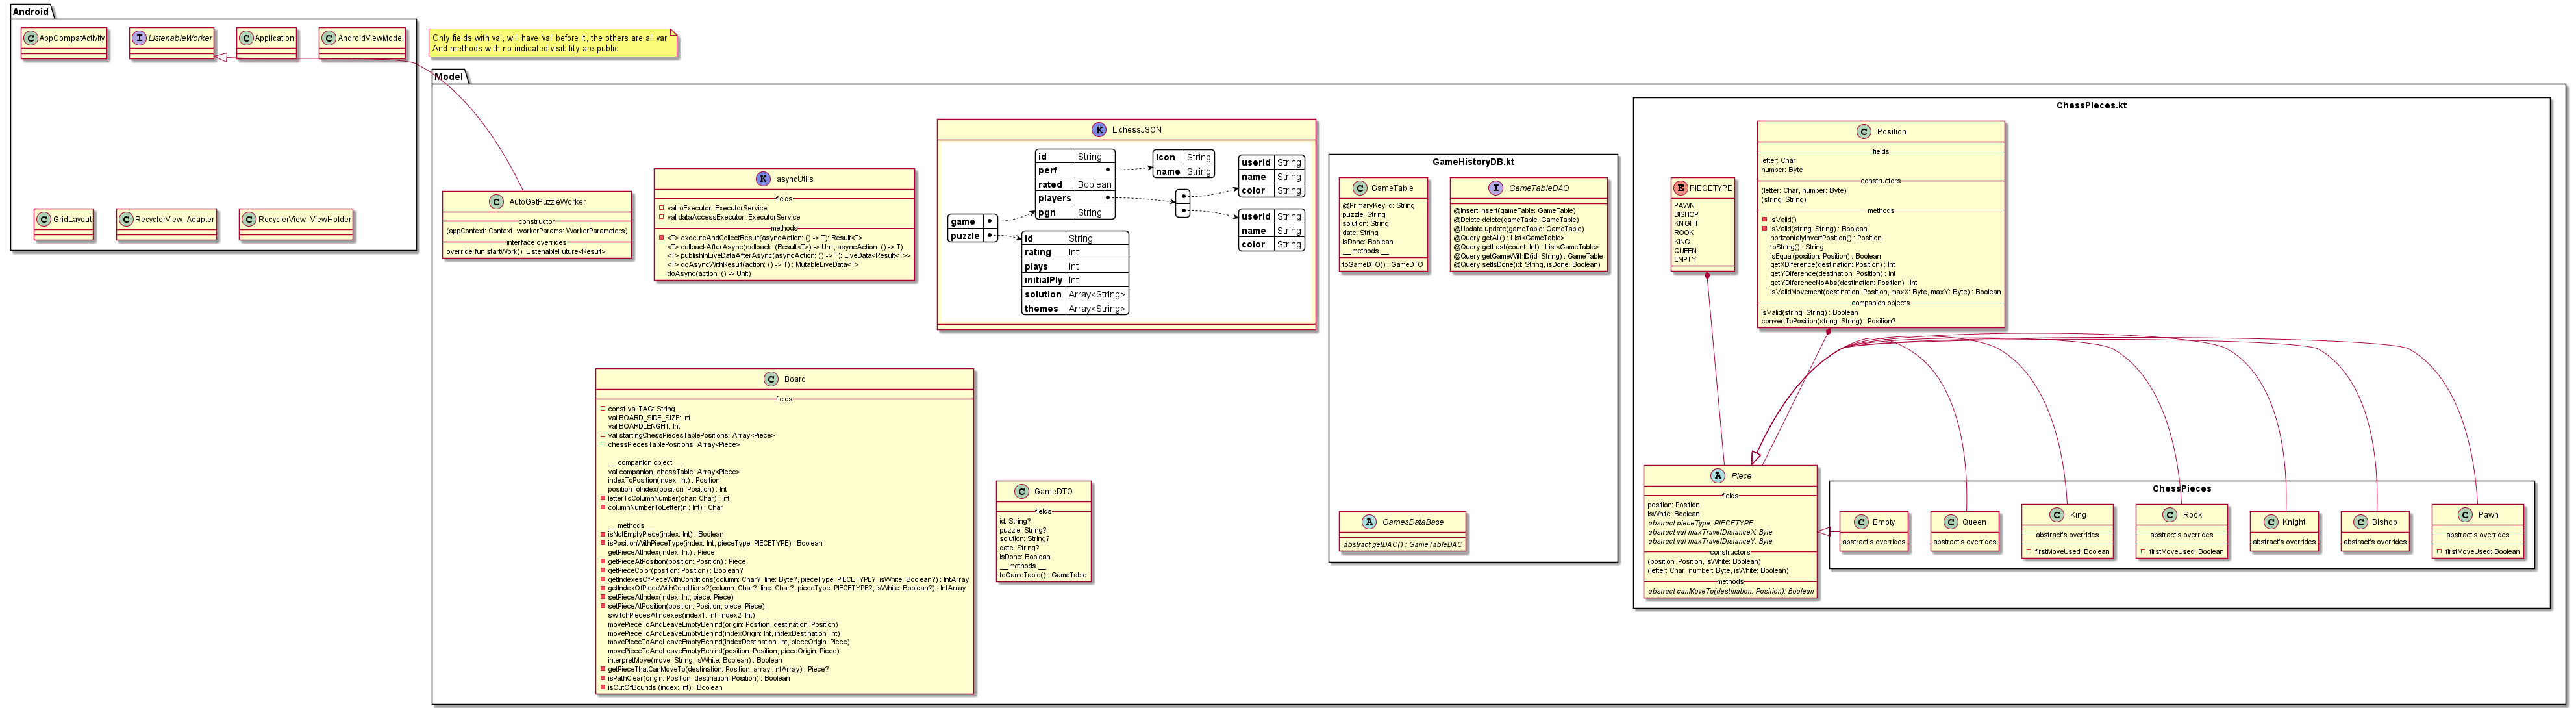 Android
C AppCompatActivity
I ListenableWorker
C Application
C AndroidViewModel
C GridLayout
C RecyclerView_Adapter
C RecyclerView_ViewHolder
Only fields with val, will have 'val' before it, the others are all var
And methods with no indicated visibility are public
Model
C AutoGetPuzzleWorker
constructor
(appContext: Context, workerParams: WorkerParameters)
interface overrides
override fun startWork(): ListenableFuture<Result>
K asyncUtils
fields
val ioExecutor: ExecutorService
val dataAccessExecutor: ExecutorService
methods
<T> executeAndCollectResult(asyncAction: () -> T): Result<T>
<T> callbackAfterAsync(callback: (Result<T>) -> Unit, asyncAction: () -> T)
<T> publishInLiveDataAfterAsync(asyncAction: () -> T): LiveData<Result<T>>
<T> doAsyncWithResult(action: () -> T) : MutableLiveData<T>
doAsync(action: () -> Unit)
K LichessJSON
game
puzzle
id String
perf
rated Boolean
players
pgn String
icon String
name String
userId String
name String
color String
userId String
name String
color String
id String
rating Int
plays Int
initialPly Int
solution Array<String>
themes Array<String>
GameHistoryDB.kt
C GameTable
@PrimaryKey id: String
puzzle: String
solution: String
date: String
isDone: Boolean
__ methods __
toGameDTO() : GameDTO
I GameTableDAO
@Insert insert(gameTable: GameTable)
@Delete delete(gameTable: GameTable)
@Update update(gameTable: GameTable)
@Query getAll() : List<GameTable>
@Query getLast(count: Int) : List<GameTable>
@Query getGameWithID(id: String) : GameTable
@Query setIsDone(id: String, isDone: Boolean)
A GamesDataBase
abstract getDAO() : GameTableDAO
ChessPieces.kt
E PIECETYPE
PAWN
BISHOP
KNIGHT
ROOK
KING
QUEEN
EMPTY
C Position
fields
letter: Char
number: Byte
constructors
(letter: Char, number: Byte)
(string: String)
methods
isValid()
isValid(string: String) : Boolean
horizontalyInvertPosition() : Position
toString() : String
isEqual(position: Position) : Boolean
getXDiference(destination: Position) : Int
getYDiference(destination: Position) : Int
getYDiferenceNoAbs(destination: Position) : Int
isValidMovement(destination: Position, maxX: Byte, maxY: Byte) : Boolean
companion objects
isValid(string: String) : Boolean
convertToPosition(string: String) : Position?
A Piece
fields
position: Position
isWhite: Boolean
abstract pieceType: PIECETYPE
abstract val maxTravelDistanceX: Byte
abstract val maxTravelDistanceY: Byte
constructors
(position: Position, isWhite: Boolean)
(letter: Char, number: Byte, isWhite: Boolean)
methods
abstract canMoveTo(destination: Position): Boolean
ChessPieces
C Empty
abstract's overrides
C Queen
abstract's overrides
C King
abstract's overrides
firstMoveUsed: Boolean
C Rook
abstract's overrides
firstMoveUsed: Boolean
C Knight
abstract's overrides
C Bishop
abstract's overrides
C Pawn
abstract's overrides
firstMoveUsed: Boolean
C Board
fields
const val TAG: String
val BOARD_SIDE_SIZE: Int
val BOARDLENGHT: Int
val startingChessPiecesTablePositions: Array<Piece>
chessPiecesTablePositions: Array<Piece>
__ companion object __
val companion_chessTable: Array<Piece>
indexToPosition(index: Int) : Position
positionToIndex(position: Position) : Int
letterToColumnNumber(char: Char) : Int
columnNumberToLetter(n : Int) : Char
__ methods __
isNotEmptyPiece(index: Int) : Boolean
isPositionWithPieceType(index: Int, pieceType: PIECETYPE) : Boolean
getPieceAtIndex(index: Int) : Piece
getPieceAtPosition(position: Position) : Piece
getPieceColor(position: Position) : Boolean?
getIndexesOfPieceWithConditions(column: Char?, line: Byte?, pieceType: PIECETYPE?, isWhite: Boolean?) : IntArray
getIndexOfPieceWithConditions2(column: Char?, line: Char?, pieceType: PIECETYPE?, isWhite: Boolean?) : IntArray
setPieceAtIndex(index: Int, piece: Piece)
setPieceAtPosition(position: Position, piece: Piece)
switchPiecesAtIndexes(index1: Int, index2: Int)
movePieceToAndLeaveEmptyBehind(origin: Position, destination: Position)
movePieceToAndLeaveEmptyBehind(indexOrigin: Int, indexDestination: Int)
movePieceToAndLeaveEmptyBehind(indexDestination: Int, pieceOrigin: Piece)
movePieceToAndLeaveEmptyBehind(position: Position, pieceOrigin: Piece)
interpretMove(move: String, isWhite: Boolean) : Boolean
getPieceThatCanMoveTo(destination: Position, array: IntArray) : Piece?
isPathClear(origin: Position, destination: Position) : Boolean
isOutOfBounds (index: Int) : Boolean
C GameDTO
fields
id: String?
puzzle: String?
solution: String?
date: String?
isDone: Boolean
__ methods __
toGameTable() : GameTable